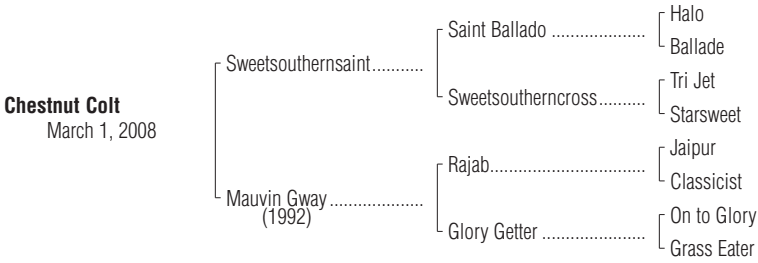 Halo
Saint Ballado ....................
Ballade
Sweetsouthernsaint...........
Tri Jet
Sweetsoutherncross..........
Starsweet
Chestnut Colt
March 1, 2008
Jaipur
Rajab.................................
Classicist
Mauvin Gway ....................
(1992)
On to Glory
Glory Getter ......................
Grass Eater